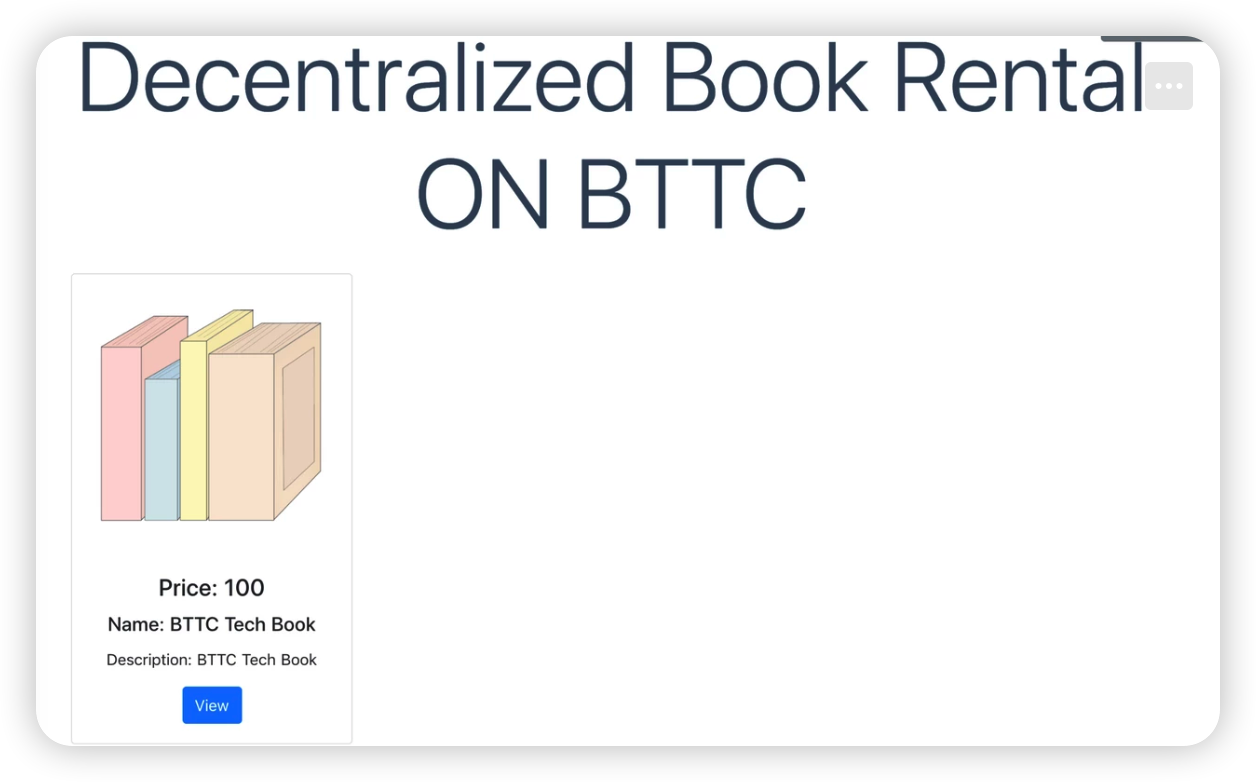 Decentralized Book Rental
ON BTTC
Price: 100
Name: BTTC Tech Book
Description: BTTC Tech Book
View